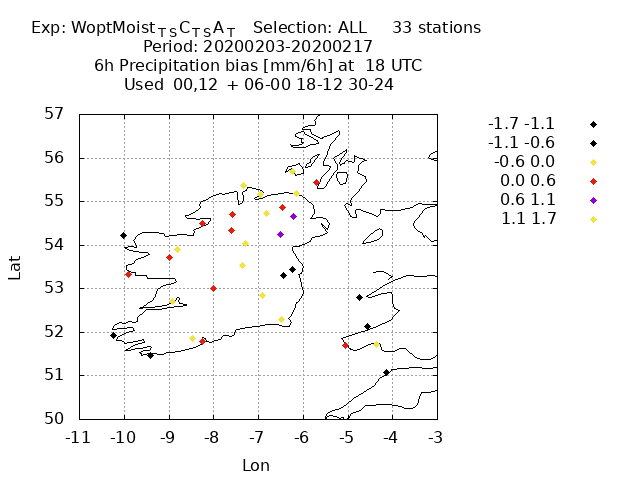 Exp: WoptMoistTSCTSAT   Selection: ALL     33 stations
Period: 20200203-20200217
6h Precipitation bias [mm/6h] at  18 UTC
Used  00,12  + 06-00 18-12 30-24
57
56
55
54
53
52
51
50
-11 -10 -9 -8 -7 -6 -5 -4 -3
Lat
Lon
-1.7 -1.1
-1.1 -0.6
-0.6 0.0
0.0 0.6
0.6 1.1
1.1 1.7